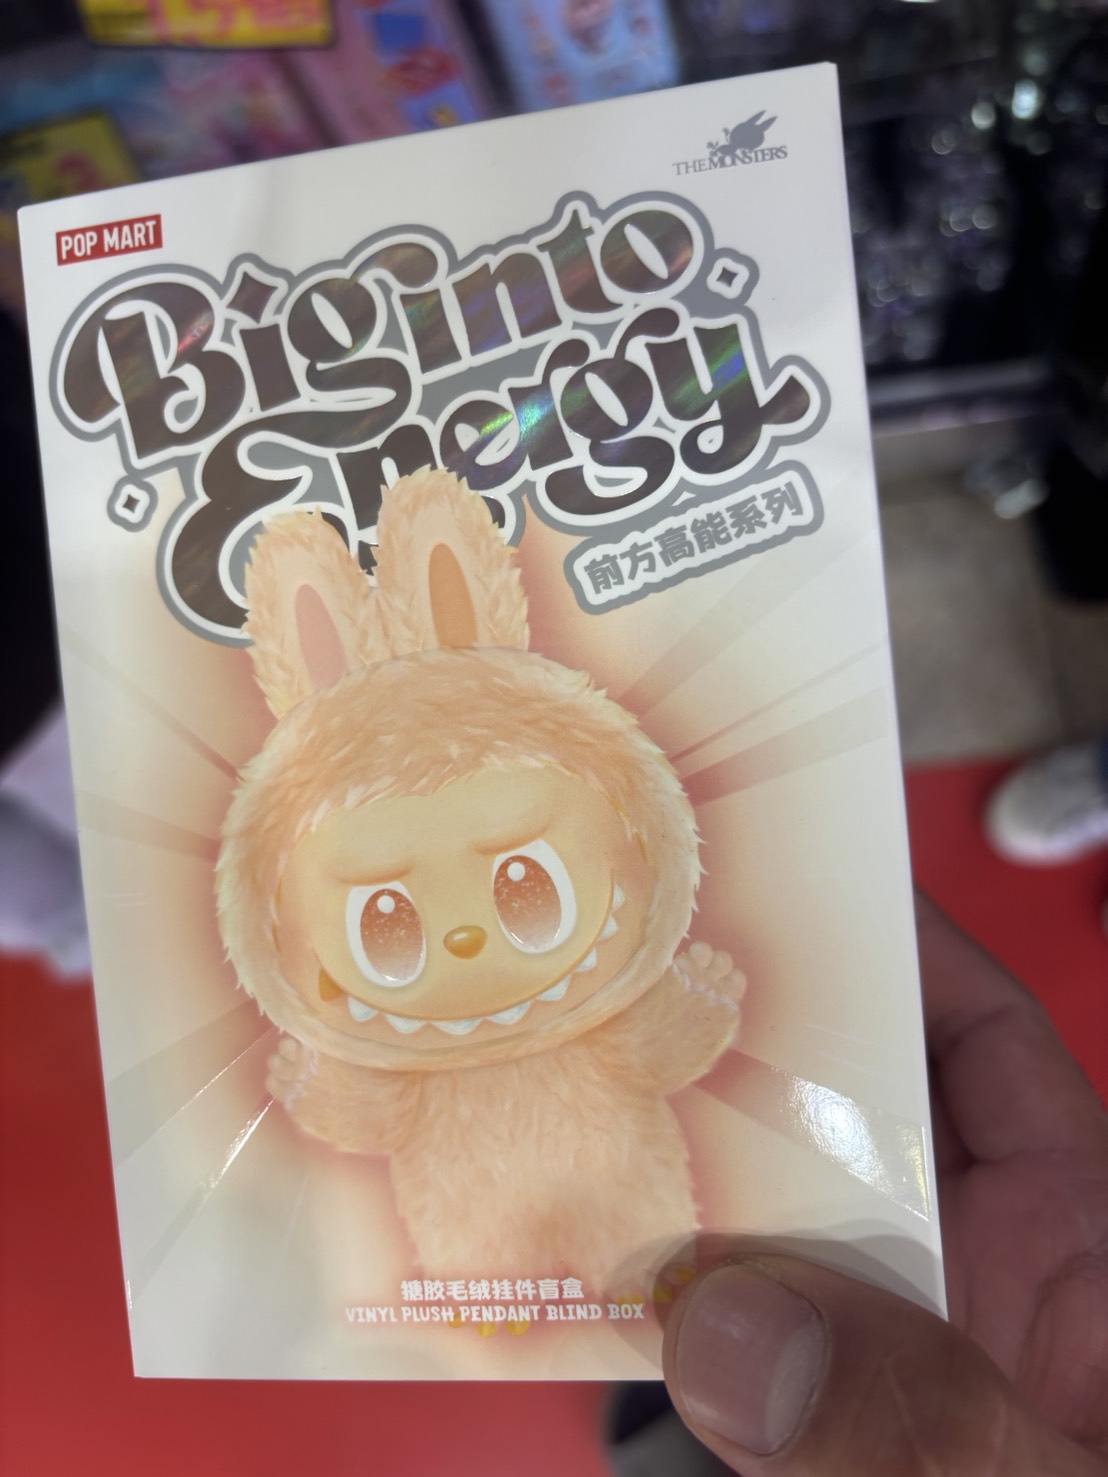 THE MONSTERS
POP MART
Big into
Energy
前方高能系列
搪胶毛绒挂件盲盒
VINYL PLUSH PENDANT BLIND BOX